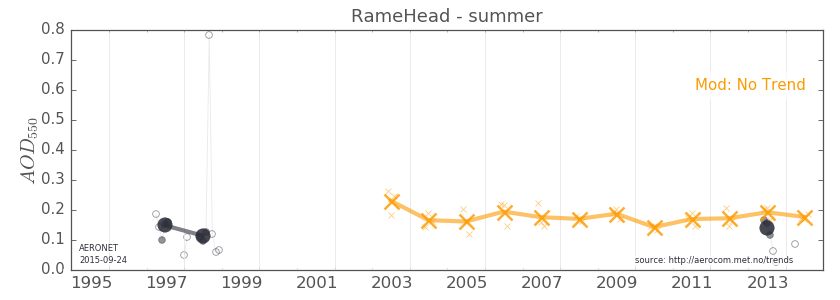 RameHead - summer
0.8
0.7
0.6
0.5
0.4
0.3
0.2
0.1
0.0
AOD550
Mod: No Trend
AERONET
2015-09-24
source: http://aerocom.met.no/trends
1995 1997 1999 2001 2003 2005 2007 2009 2011 2013